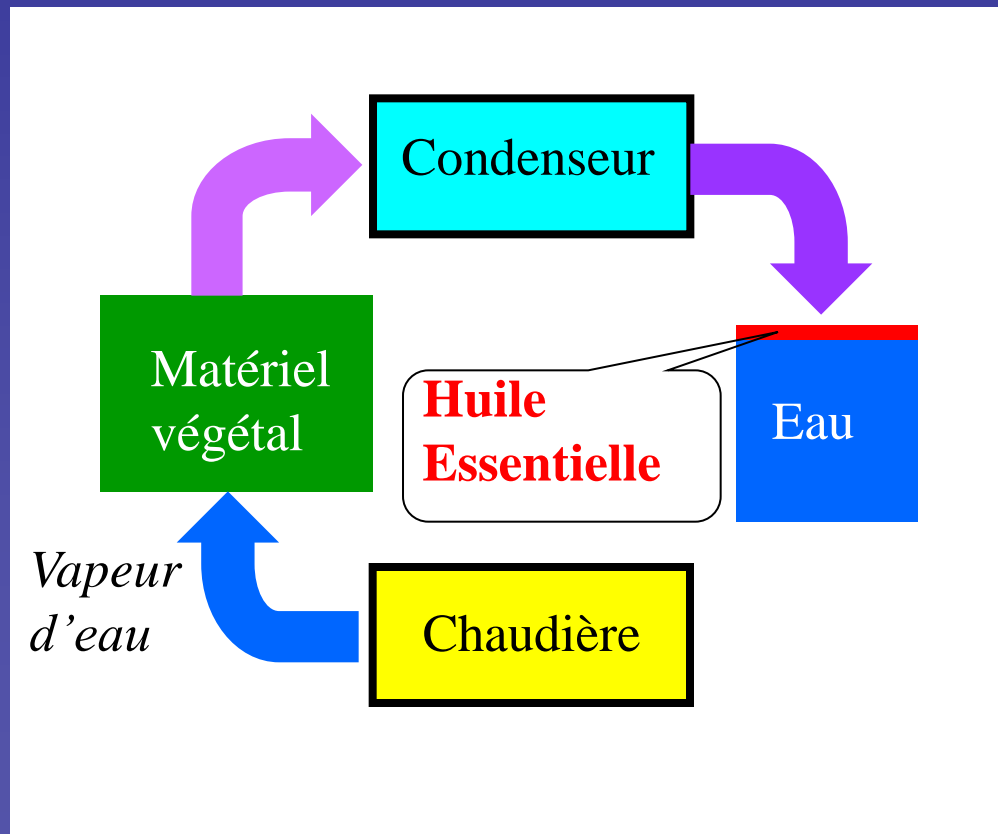 Condenseur
Matériel
végétal
Huile
Essentielle
Eau
Vapeur
d’eau
Chaudière